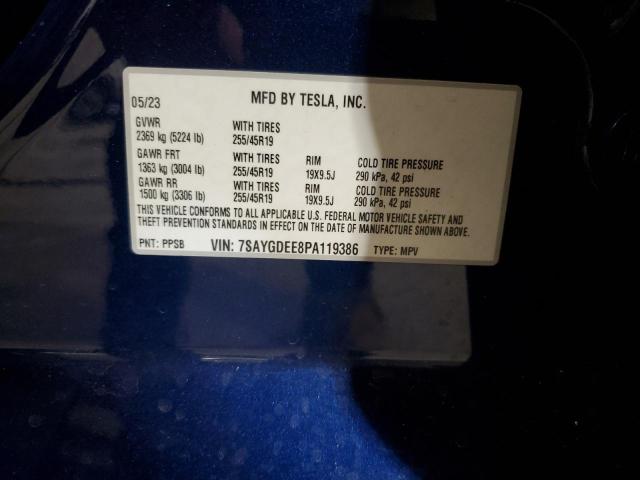 05/23 MFD BY TESLA, INC.
GVWR WITH TIRES
2369 kg (5224 lb) 255/45R19
GAWR FRT WITH TIRES RIM COLD TIRE PRESSURE
1363 kg (3004 lb) 255/45R19 19X9.5J 290 kPa, 42 psi
GAWR RR WITH TIRES RIM COLD TIRE PRESSURE
1500 kg (3306 lb) 255/45R19 19X9.5J 290 kPa, 42 psi
THIS VEHICLE CONFORMS TO ALL APPLICABLE U.S. FEDERAL MOTOR VEHICLE SAFETY AND
THEFT PREVENTION STANDARDS IN EFFECT ON THE DATE OF MANUFACTURE SHOWN ABOVE.
PNT: PPSB VIN: 7SAYGDEE8PA119386 TYPE: MPV